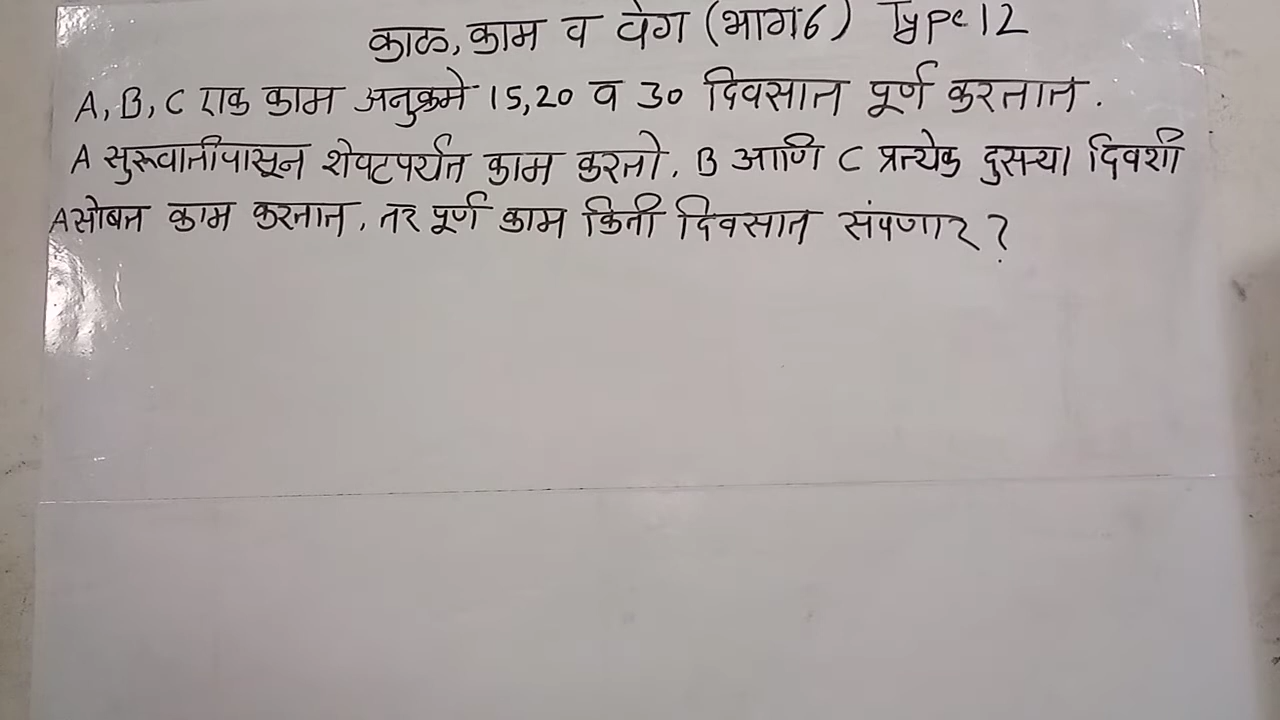 काळ, काम व वेग (भाग6) Type 12
A, B, C एक काम अनुक्रमे 15,20 व 30 दिवसात पूर्ण करतात.
A सुरूवातीपासून शेवटपर्यंत काम करतो. B आणि C प्रत्येक दुसऱ्या दिवशी
A सोबत काम करतात, तर पूर्ण काम किती दिवसात संपणार?